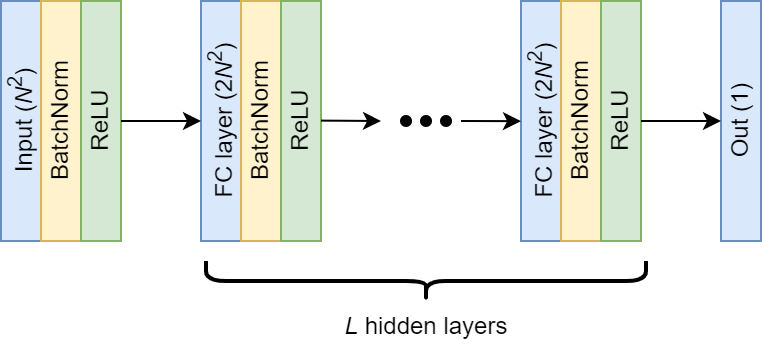 Input (N²)
BatchNorm
ReLU
FC layer (2N²)
BatchNorm
ReLU
FC layer (2N²)
BatchNorm
ReLU
Out (1)
L hidden layers